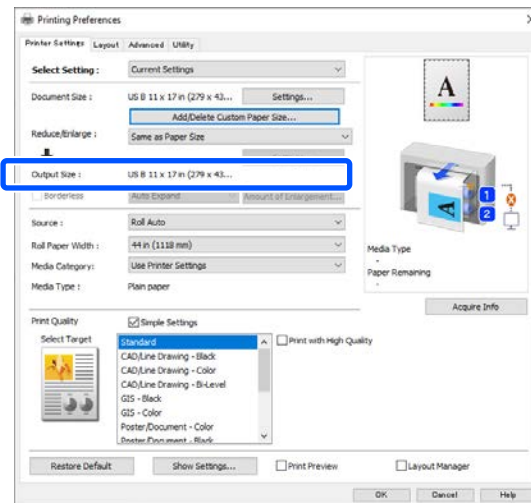 Printing Preferences
Printer Settings Layout Advanced Utility
Select Setting : Current Settings
Document Size : US B 11 x 17 in (279 x 43... Settings...
Add/Delete Custom Paper Size...
Reduce/Enlarge : Same as Paper Size
Output Size : US B 11 x 17 in (279 x 43...
Borderless Auto Expand Amount of Enlargement...
Source : Roll Auto
Roll Paper Width : 44 in (1118 mm)
Media Category: Use Printer Settings
Media Type : Plain paper
A
1
2
Media Type
-
Paper Remaining
-
Acquire Info
Print Quality Simple Settings
Select Target
Standard
CAD/Line Drawing - Black
CAD/Line Drawing - Color
CAD/Line Drawing - Bi-Level
GIS - Black
GIS - Color
Poster/Document - Color
Poster/Document - Black
Print with High Quality
Restore Default Show Settings... Print Preview Layout Manager
OK Cancel Help